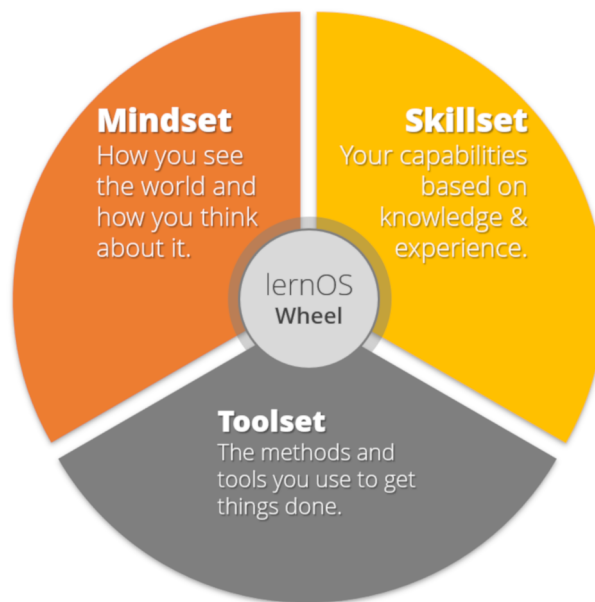 Mindset
How you see
the world and
how you think
about it.
Skillset
Your capabilities
based on
knowledge &
experience.
lernOS
Wheel
Toolset
The methods and
tools you use to get
things done.